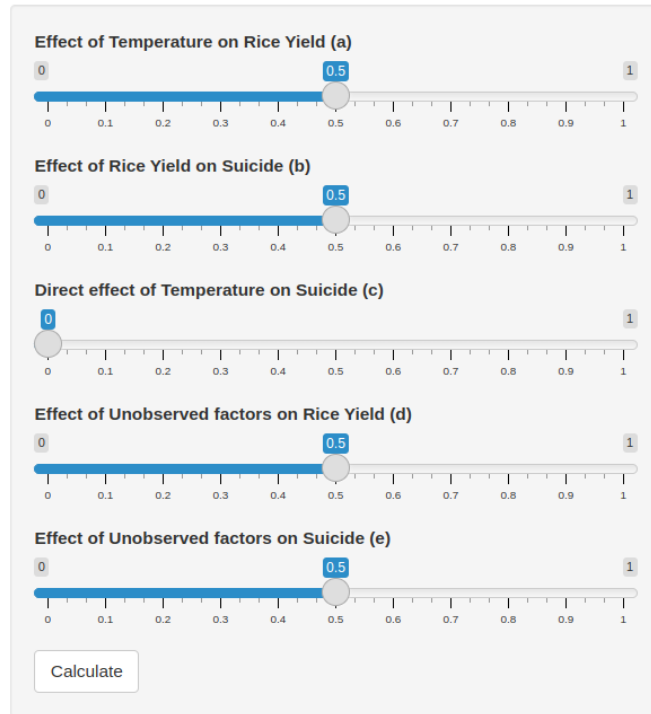 Effect of Temperature on Rice Yield (a)
0 0.5 1
0 0.1 0.2 0.3 0.4 0.5 0.6 0.7 0.8 0.9 1
Effect of Rice Yield on Suicide (b)
0 0.5 1
0 0.1 0.2 0.3 0.4 0.5 0.6 0.7 0.8 0.9 1
Direct effect of Temperature on Suicide (c)
0 1
0 0.1 0.2 0.3 0.4 0.5 0.6 0.7 0.8 0.9 1
Effect of Unobserved factors on Rice Yield (d)
0 0.5 1
0 0.1 0.2 0.3 0.4 0.5 0.6 0.7 0.8 0.9 1
Effect of Unobserved factors on Suicide (e)
0 0.5 1
0 0.1 0.2 0.3 0.4 0.5 0.6 0.7 0.8 0.9 1
Calculate